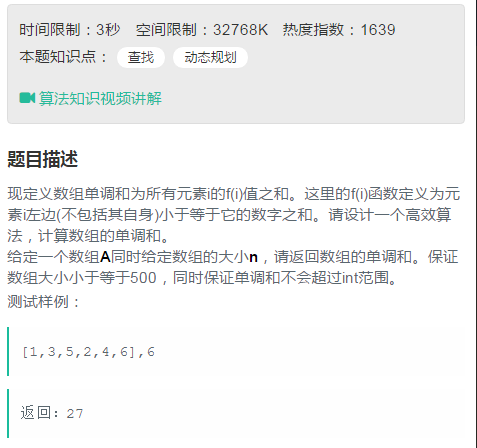 时间限制：3秒 空间限制：32768K 热度指数：1639
本题知识点： 查找 动态规划
算法知识视频讲解
题目描述
现定义数组单调和为所有元素i的f(i)值之和。这里的f(i)函数定义为元
素i左边(不包括其自身)小于等于它的数字之和。请设计一个高效算
法，计算数组的单调和。
给定一个数组A同时给定数组的大小n，请返回数组的单调和。保证
数组大小小于等于500，同时保证单调和不会超过int范围。
测试样例：
[1,3,5,2,4,6],6
返回：27